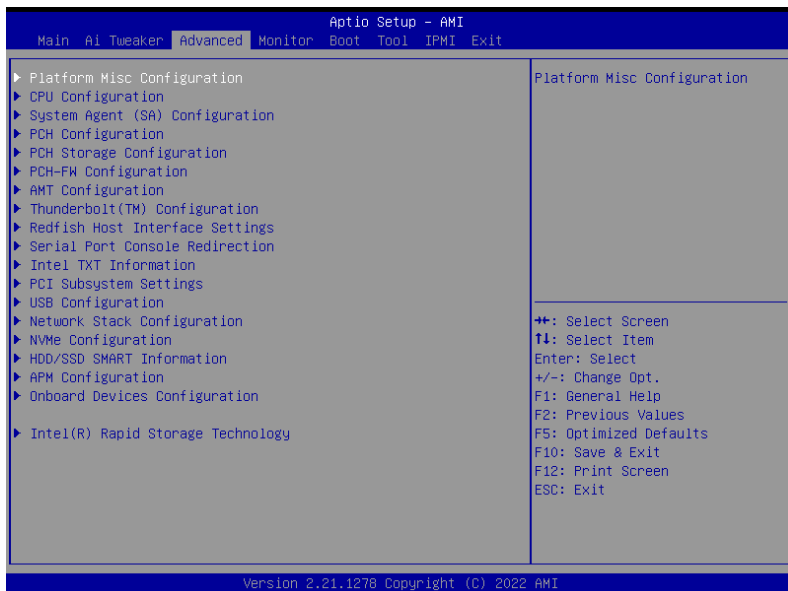 Aptio Setup – AMI
Main Ai Tweaker Advanced Monitor Boot Tool IPMI Exit
Platform Misc Configuration
CPU Configuration
System Agent (SA) Configuration
PCH Configuration
PCH Storage Configuration
PCH-FW Configuration
AMT Configuration
Thunderbolt(TM) Configuration
Redfish Host Interface Settings
Serial Port Console Redirection
Intel TXT Information
PCI Subsystem Settings
USB Configuration
Network Stack Configuration
NVMe Configuration
HDD/SSD SMART Information
APM Configuration
Onboard Devices Configuration
Intel(R) Rapid Storage Technology
Platform Misc Configuration
→←: Select Screen
↑↓: Select Item
Enter: Select
+/-: Change Opt.
F1: General Help
F2: Previous Values
F5: Optimized Defaults
F10: Save & Exit
F12: Print Screen
ESC: Exit
Version 2.21.1278 Copyright (C) 2022 AMI